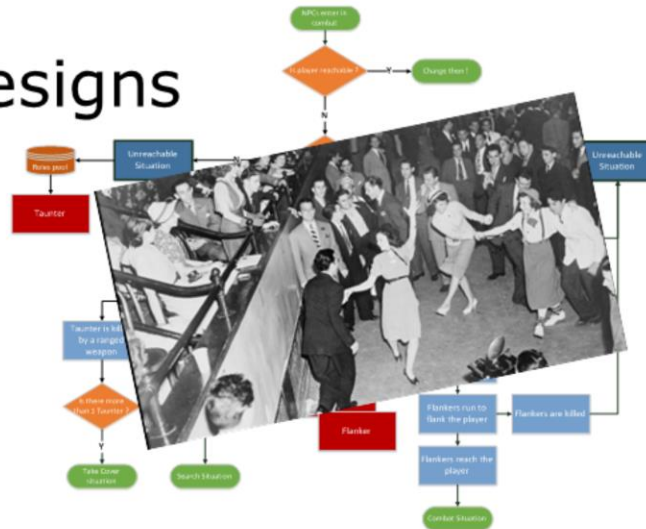 esigns
NPCs enter in
combat
Is player reachable ?
Y
Charge them !
N
Roles pool
Unreachable
Situation
Unreachable
Situation
Taunter
Taunter is
by a ranged
weapon
Is there more
than 1 Taunter ?
Y
Take Cover
situation
Search Situation
Flanker
Flankers run to
flank the player
Flankers are killed
Flankers reach the
player
Combat Situation